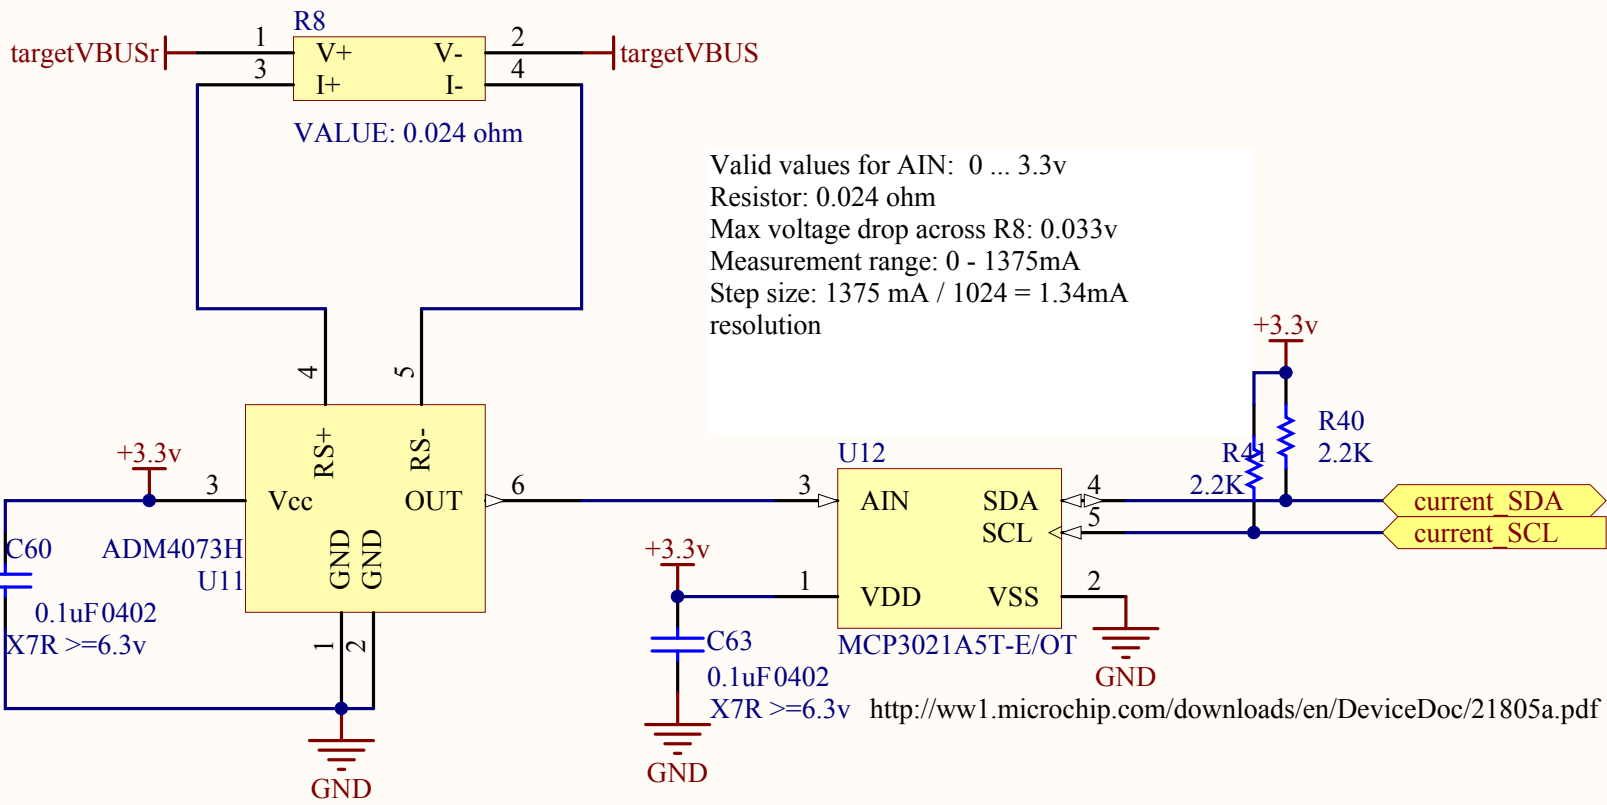 R8
targetVBUSr
1
V+
V-
2
targetVBUS
3
I+
I-
4
VALUE: 0.024 ohm
Valid values for AIN:  0 ... 3.3v
Resistor: 0.024 ohm
Max voltage drop across R8: 0.033v
Measurement range: 0 - 1375mA
Step size: 1375 mA / 1024 = 1.34mA
resolution
4
5
RS+
RS-
+3.3v
3
Vcc
OUT
6
GND
GND
C60
ADM4073H
U11
0.1uF 0402
X7R >=6.3v
1
2
GND
+3.3v
R40
2.2K
R41
2.2K
U12
3
AIN
SDA
4
current_SDA
SCL
5
current_SCL
+3.3v
1
VDD
VSS
2
MCP3021A5T-E/OT
GND
C63
0.1uF 0402
X7R >=6.3v
http://ww1.microchip.com/downloads/en/DeviceDoc/21805a.pdf
GND